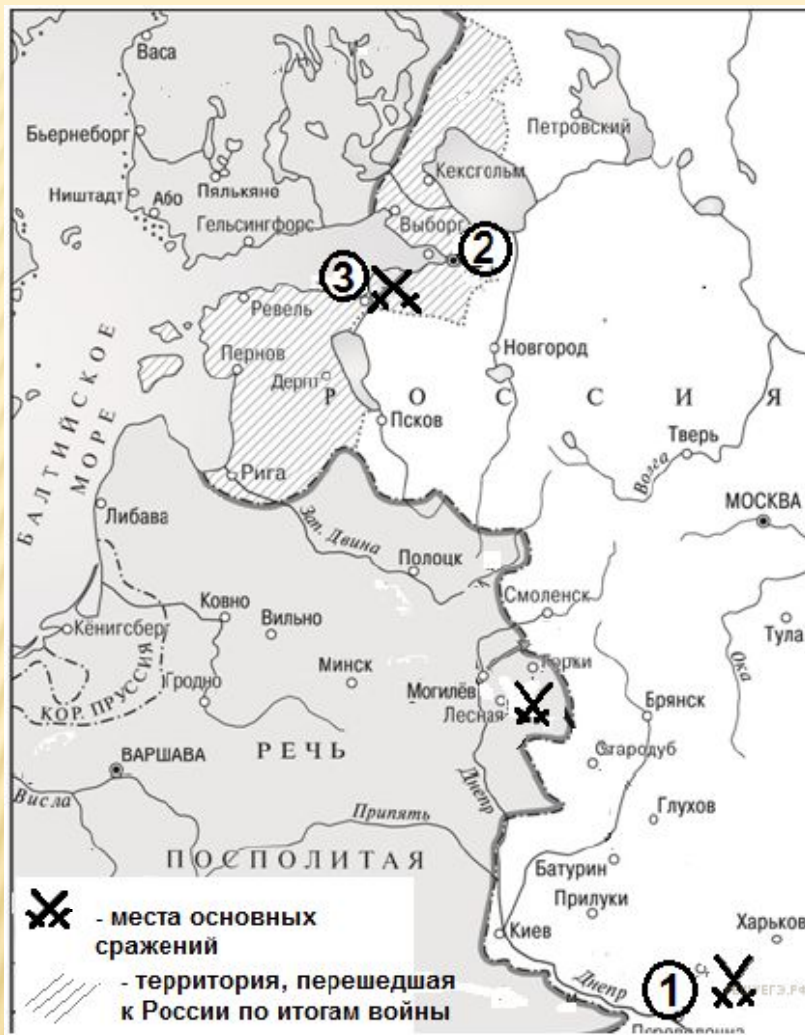 Васа
Петровский
Бьернеборг
Кексгольм
Ништадт
Або
Пялькяно
Гельсингфорс
Выборг
2
3
Ревель
Пернов
Дерпт
Новгород
РОССИЯ
Псков
БАЛТИЙСКОЕ
МОРЕ
Тверь
Волга
Рига
Либава
МОСКВА
Зап. Двина
Полоцк
Смоленск
Ковно
Вильно
Кёнигсберг
Тула
Горки
Ока
Минск
Могилёв
Гродно
Лесная
Брянск
КОР. ПРУССИЯ
РЕЧЬ
ВАРШАВА
Стародуб
Висла
Днепр
Глухов
Припять
ПОСПОЛИТАЯ
Батурин
Прилуки
Харьков
Киев
- места основных
сражений
Днепр
1
- территория, перешедшая
к России по итогам войны